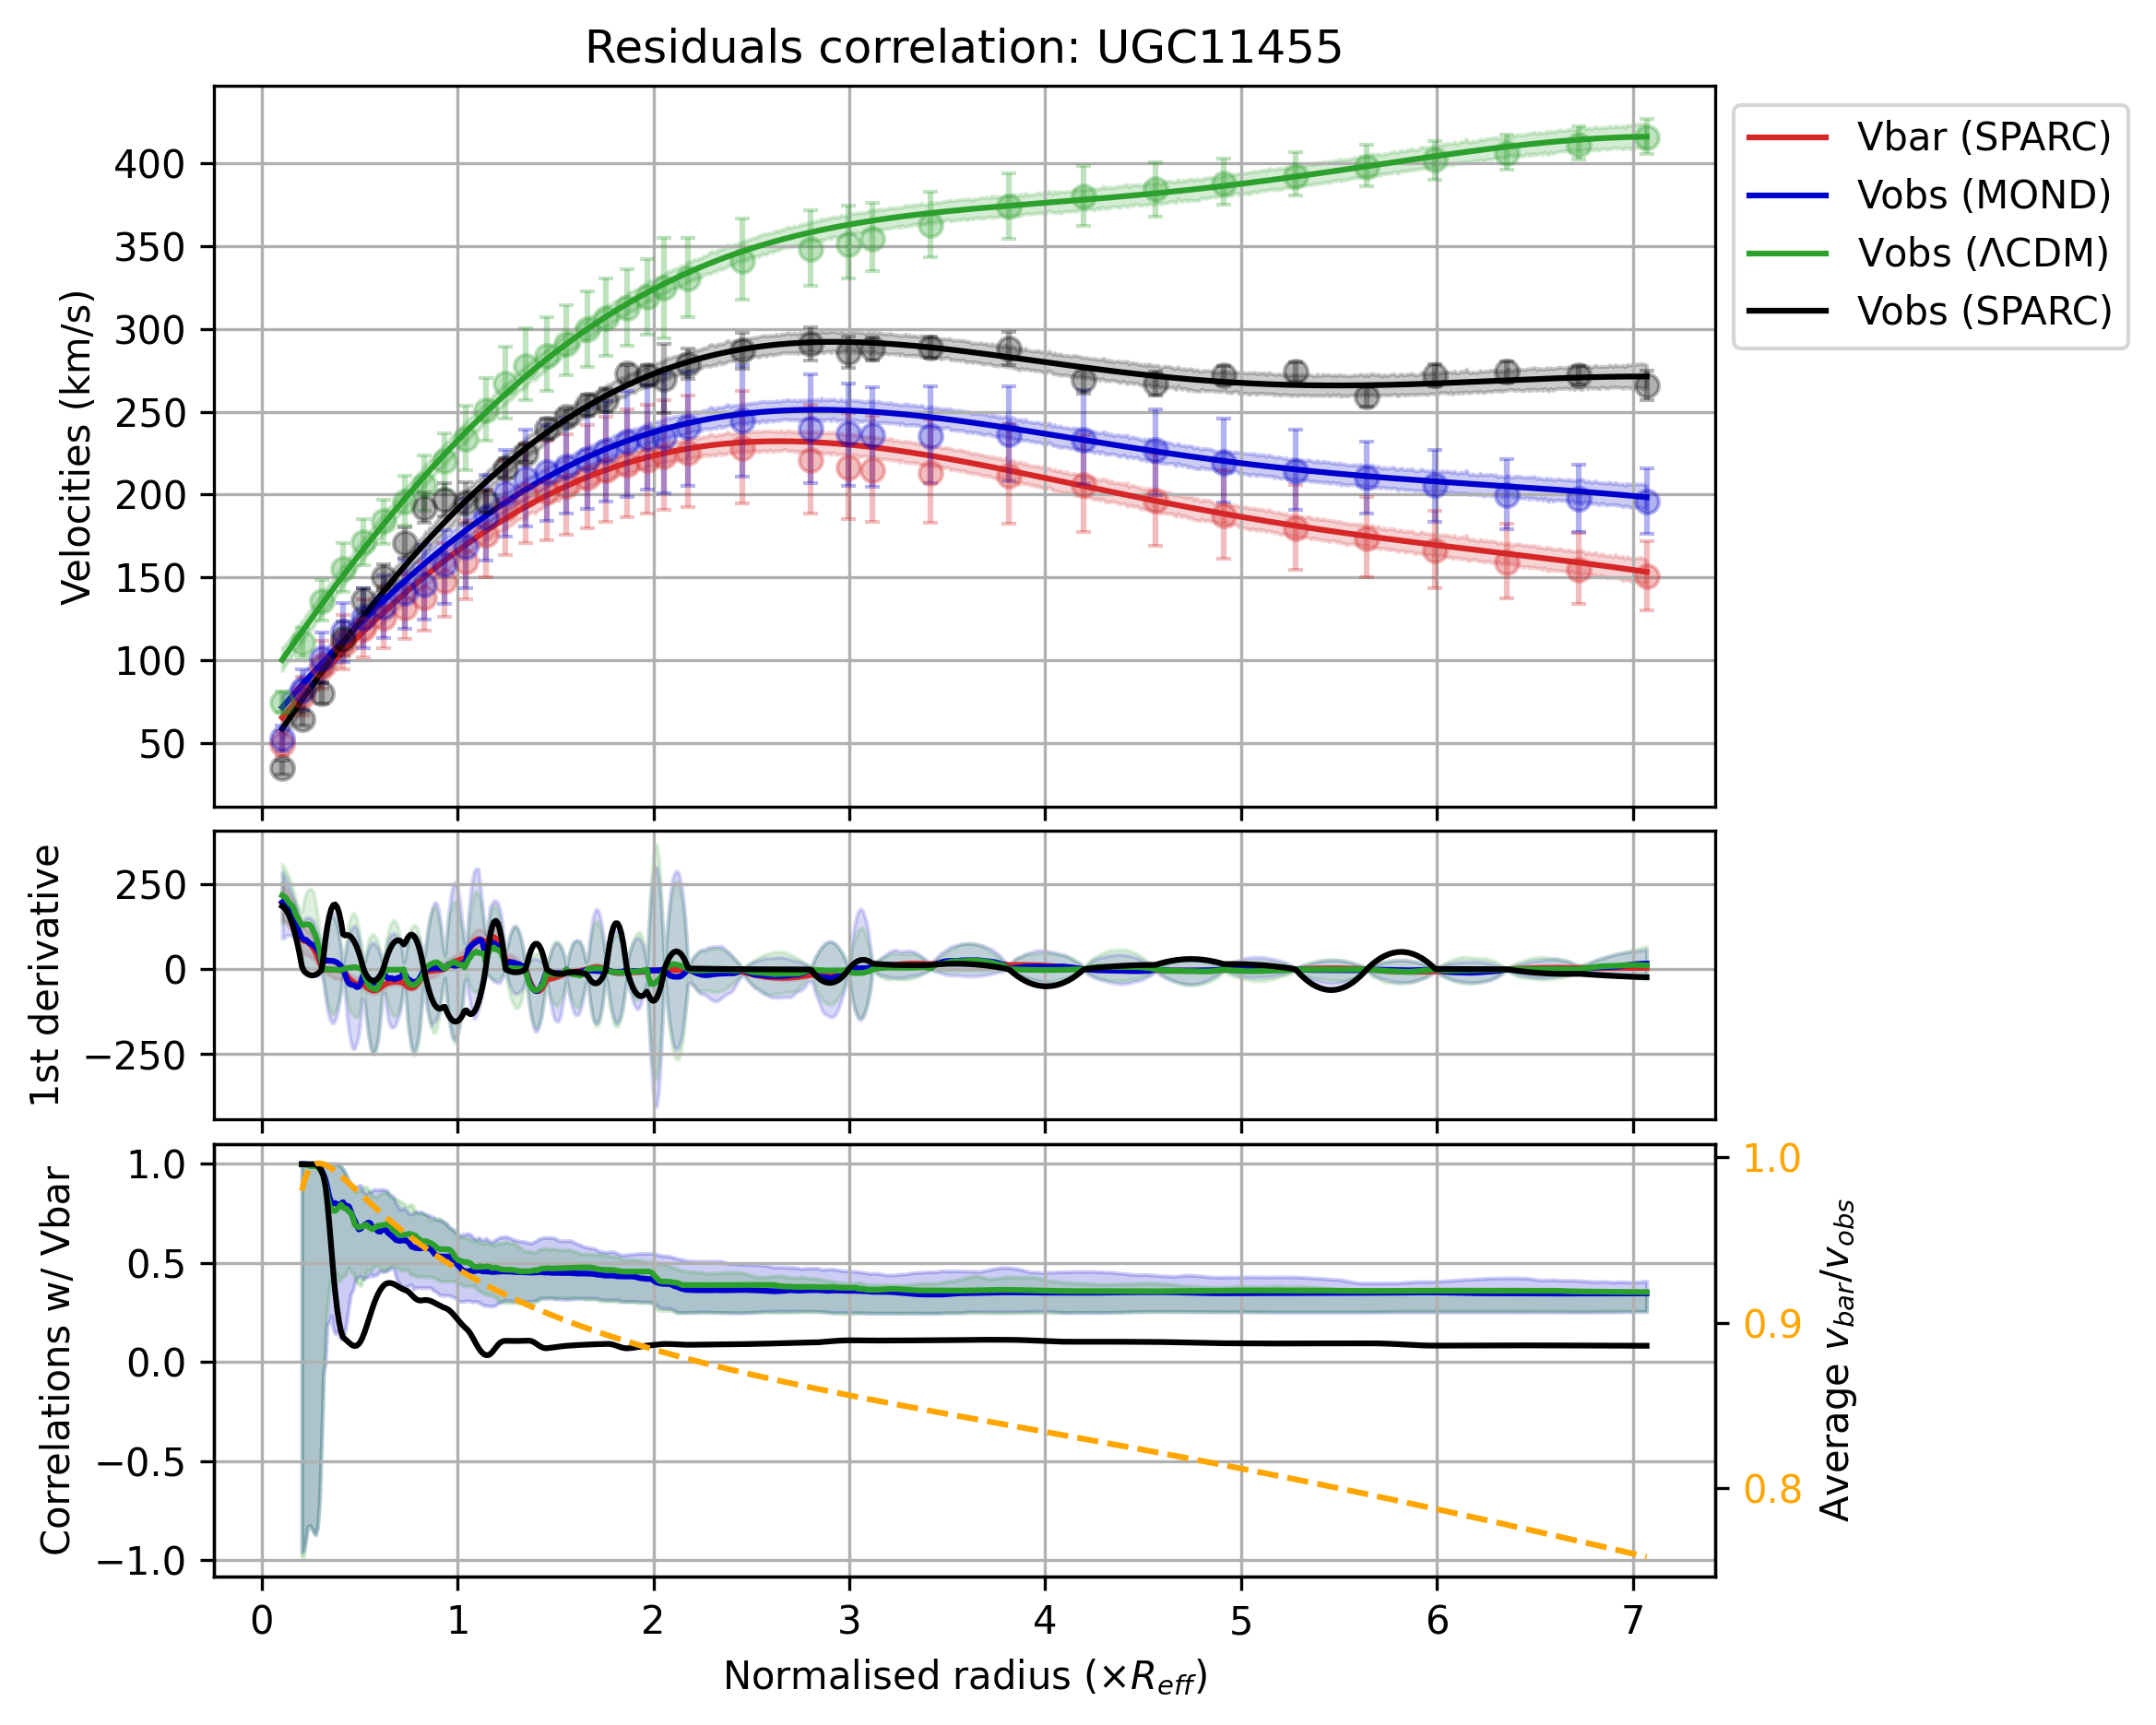 Residuals correlation: UGC11455
Velocities (km/s)
400
350
300
250
200
150
100
50
Vbar (SPARC)
Vobs (MOND)
Vobs (ΛCDM)
Vobs (SPARC)
1st derivative
250
0
−250
Correlations w/ Vbar
1.0
0.5
0.0
−0.5
−1.0
1.0
0.9
0.8
Average v_bar/v_obs
0 1 2 3 4 5 6 7
Normalised radius (×R_eff)